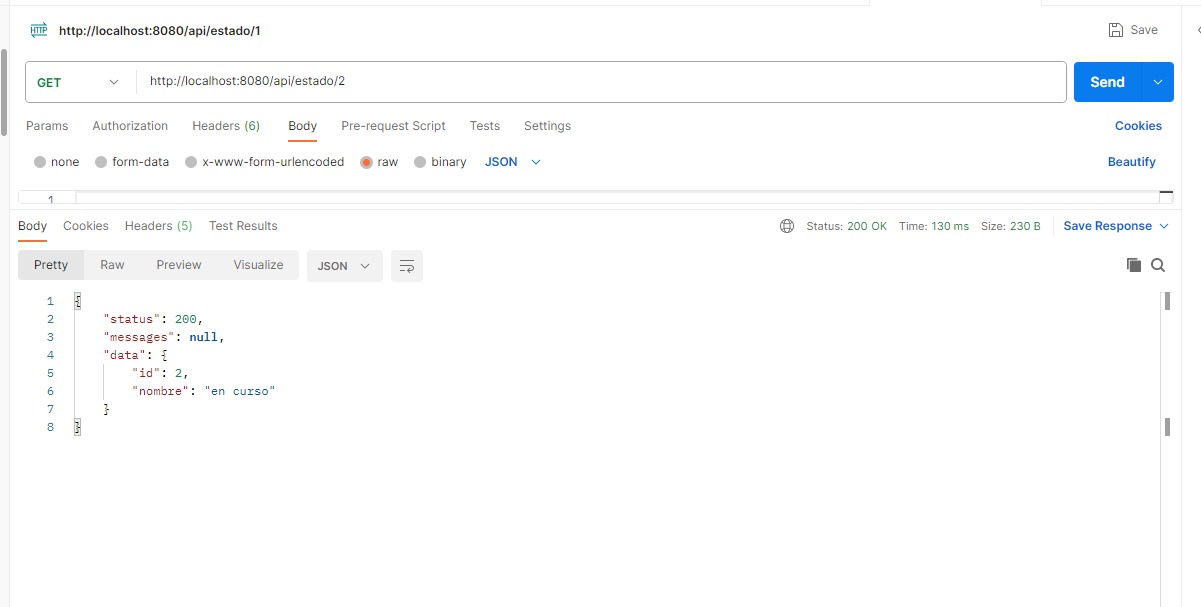 HTTP http://localhost:8080/api/estado/1 Save
GET http://localhost:8080/api/estado/2 Send
Params Authorization Headers (6) Body Pre-request Script Tests Settings Cookies
none form-data x-www-form-urlencoded raw binary JSON Beautify
1
Body Cookies Headers (5) Test Results Status: 200 OK Time: 130 ms Size: 230 B Save Response
Pretty Raw Preview Visualize JSON
1 {
2 "status": 200,
3 "messages": null,
4 "data": {
5 "id": 2,
6 "nombre": "en curso"
7 }
8 }